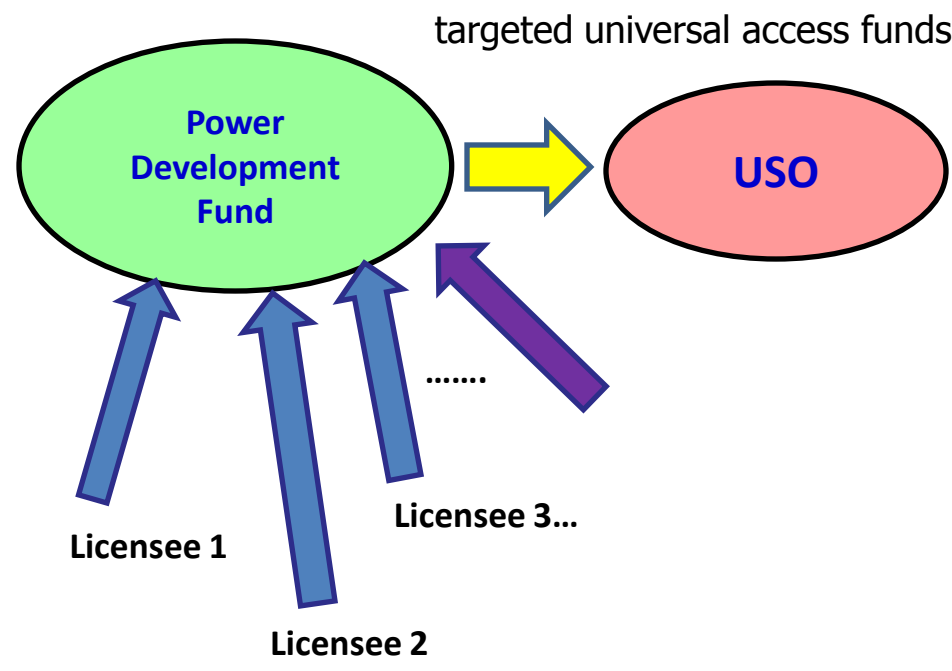 targeted universal access funds
Power
Development
Fund
USO
…….
Licensee 3…
Licensee 1
Licensee 2